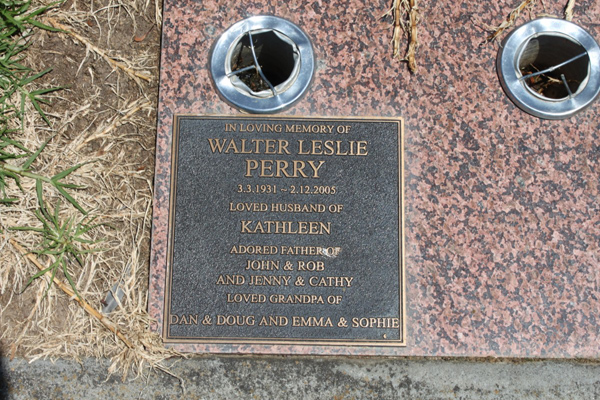 IN LOVING MEMORY OF
WALTER LESLIE
PERRY
3.3.1931 ~ 2.12.2005
LOVED HUSBAND OF
KATHLEEN
ADORED FATHER OF
JOHN & ROB
AND JENNY & CATHY
LOVED GRANDPA OF
DAN & DOUG AND EMMA & SOPHIE